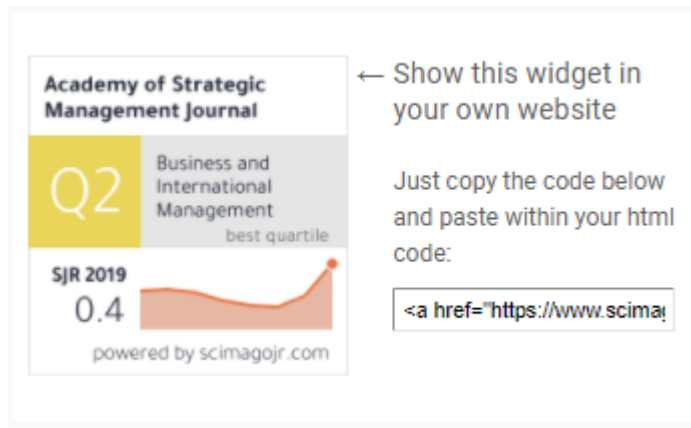 Academy of Strategic
Management Journal
Q2
Business and
International
Management
best quartile
SJR 2019
0.4
powered by scimagojr.com
← Show this widget in
your own website
Just copy the code below
and paste within your html
code:
<a href="https://www.scimag